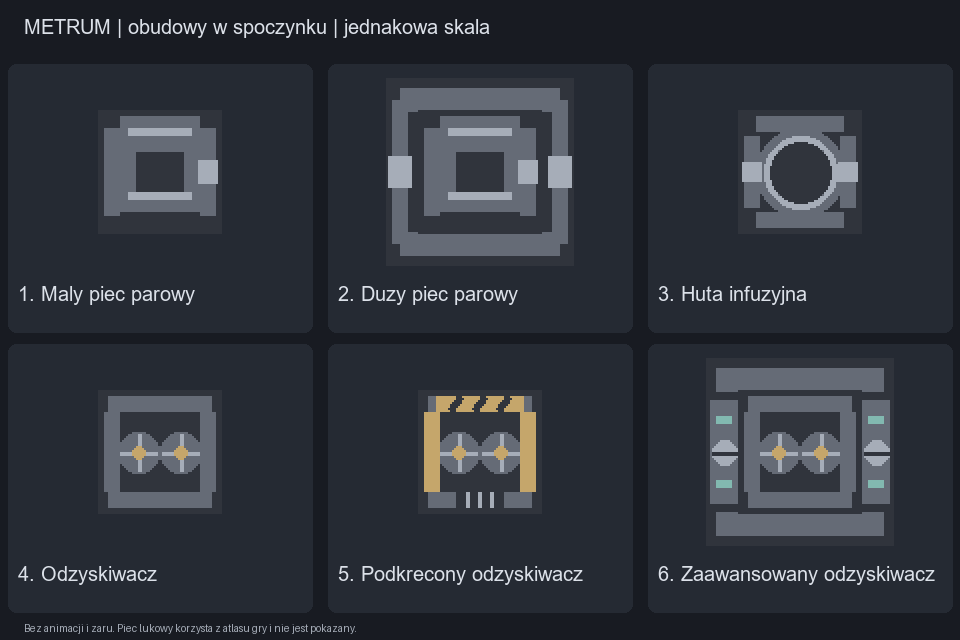 METRUM | obudowy w spoczynku | jednakowa skala
1. Maly piec parowy
2. Duzy piec parowy
3. Huta infuzyjna
4. Odzyskiwacz
5. Podkrecony odzyskiwacz
6. Zaawansowany odzyskiwacz
Bez animacji i zaru. Piec lukowy korzysta z atlasu gry i nie jest pokazany.